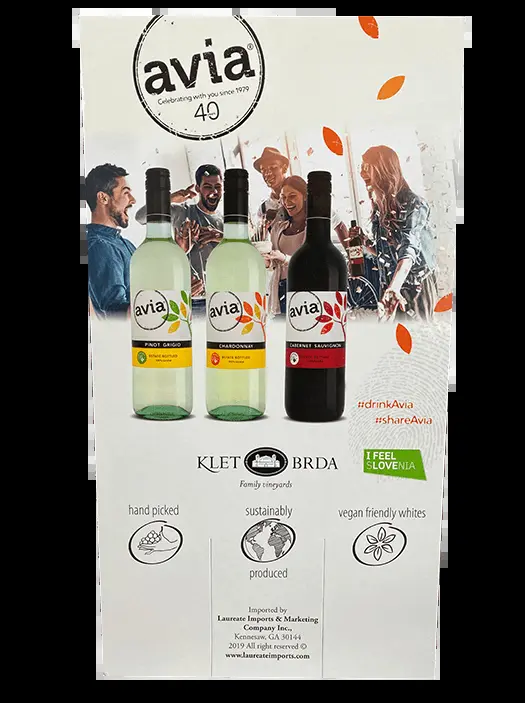 avia®
Celebrating with you since 1979
40
avia
PINOT GRIGIO
ESTATE BOTTLED
avia
CHARDONNAY
ESTATE BOTTLED
avia
CABERNET SAUVIGNON
#drinkAvia
#shareAvia
KLET BRDA
Family vineyards
I FEEL
SLOVENIA
hand picked
sustainably
produced
vegan friendly whites
Imported by
Laureate Imports & Marketing
Company Inc.,
Kennesaw, GA 30144
2019 All right reserved ©
www.laureateimports.com